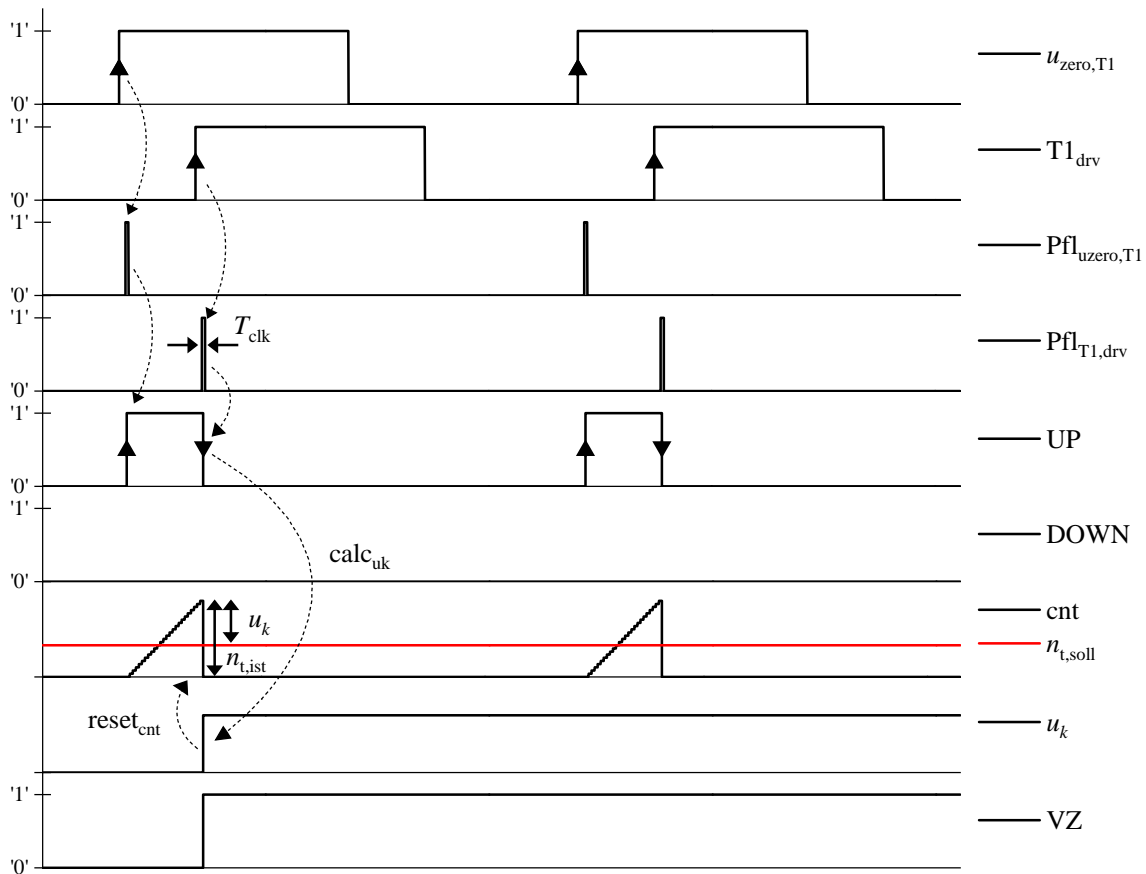 '1'
'0'
u_zero,T1
'1'
'0'
T1_drv
'1'
'0'
Pfl_uzero,T1
'1'
'0'
T_clk
Pfl_T1,drv
'1'
'0'
UP
'1'
'0'
DOWN
calc_uk
u_k
n_t,ist
cnt
n_t,soll
reset_cnt
u_k
'1'
'0'
VZ